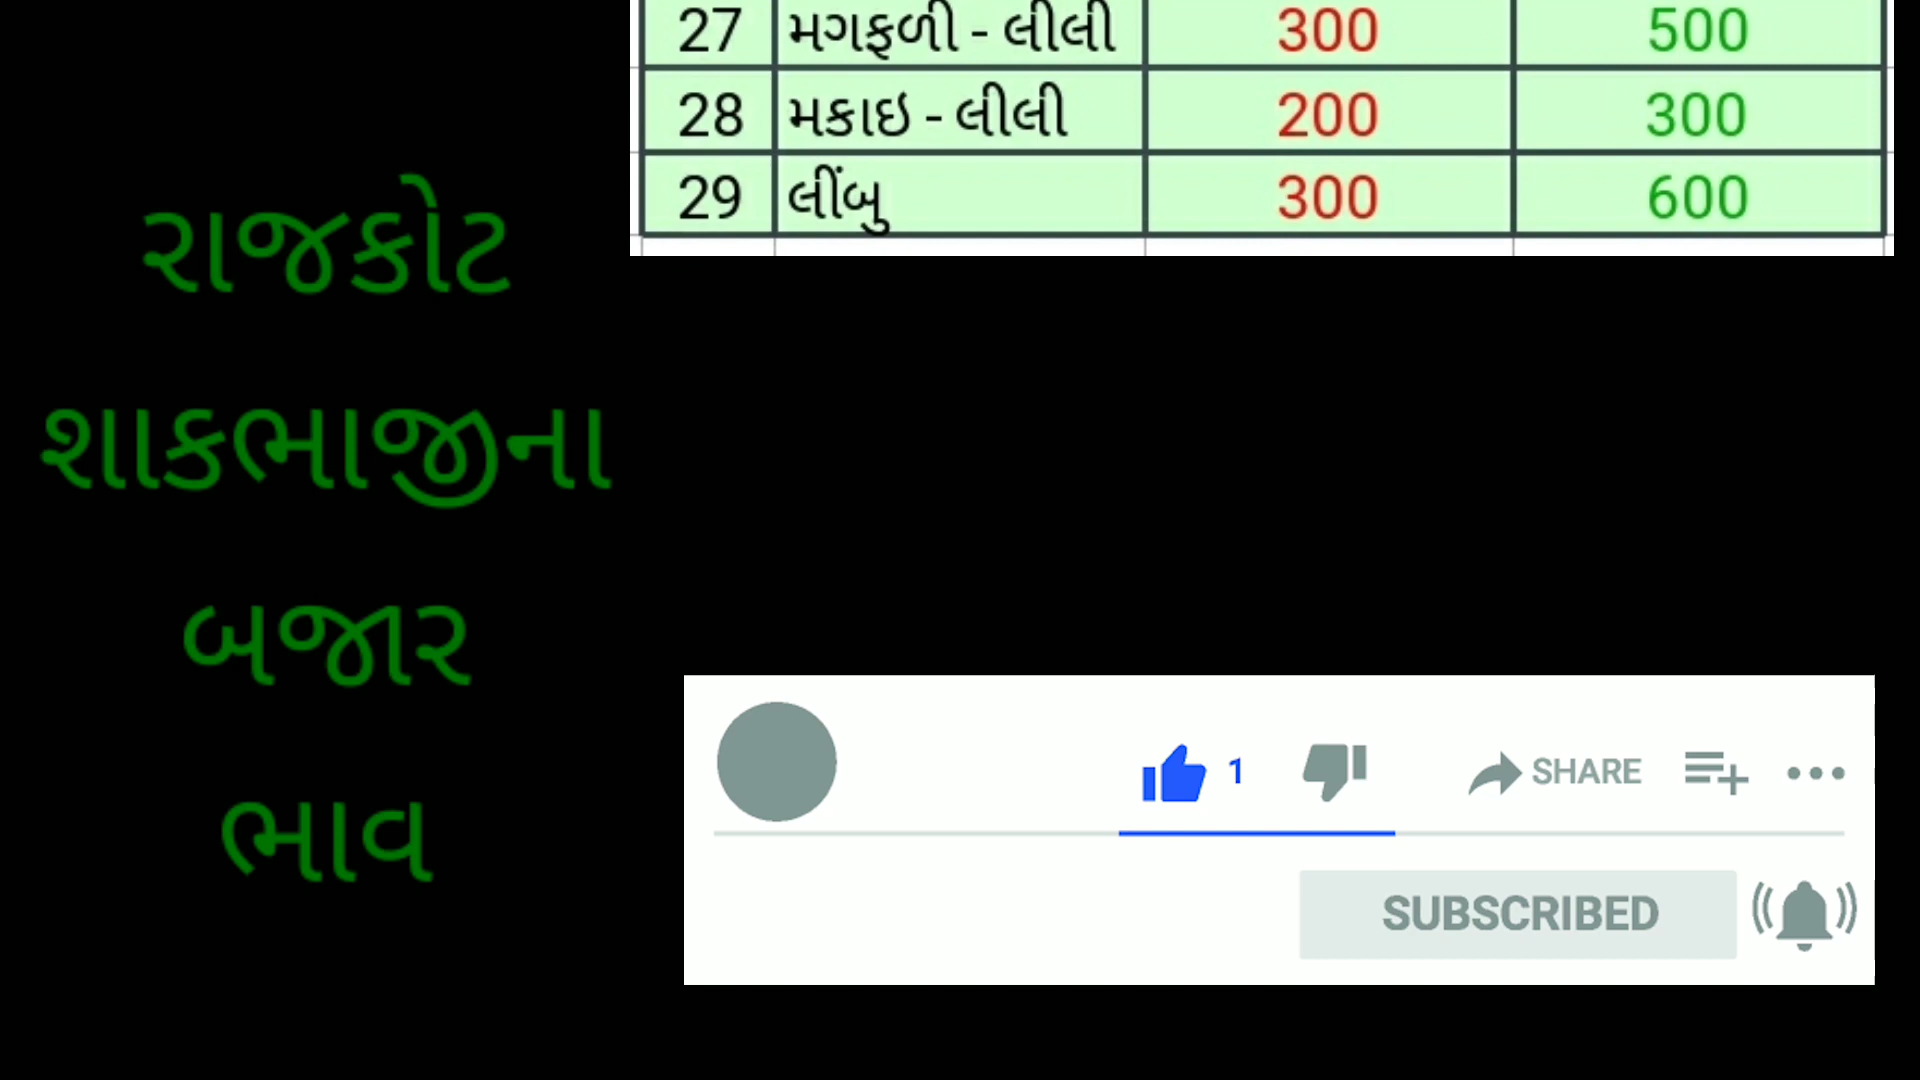 27 મગફળી - લીલી 300 500
28 મકાઇ - લીલી 200 300
29 લીંબુ 300 600
રાજકોટ
શાકભાજીના
બજાર
ભાવ
1 SHARE
SUBSCRIBED